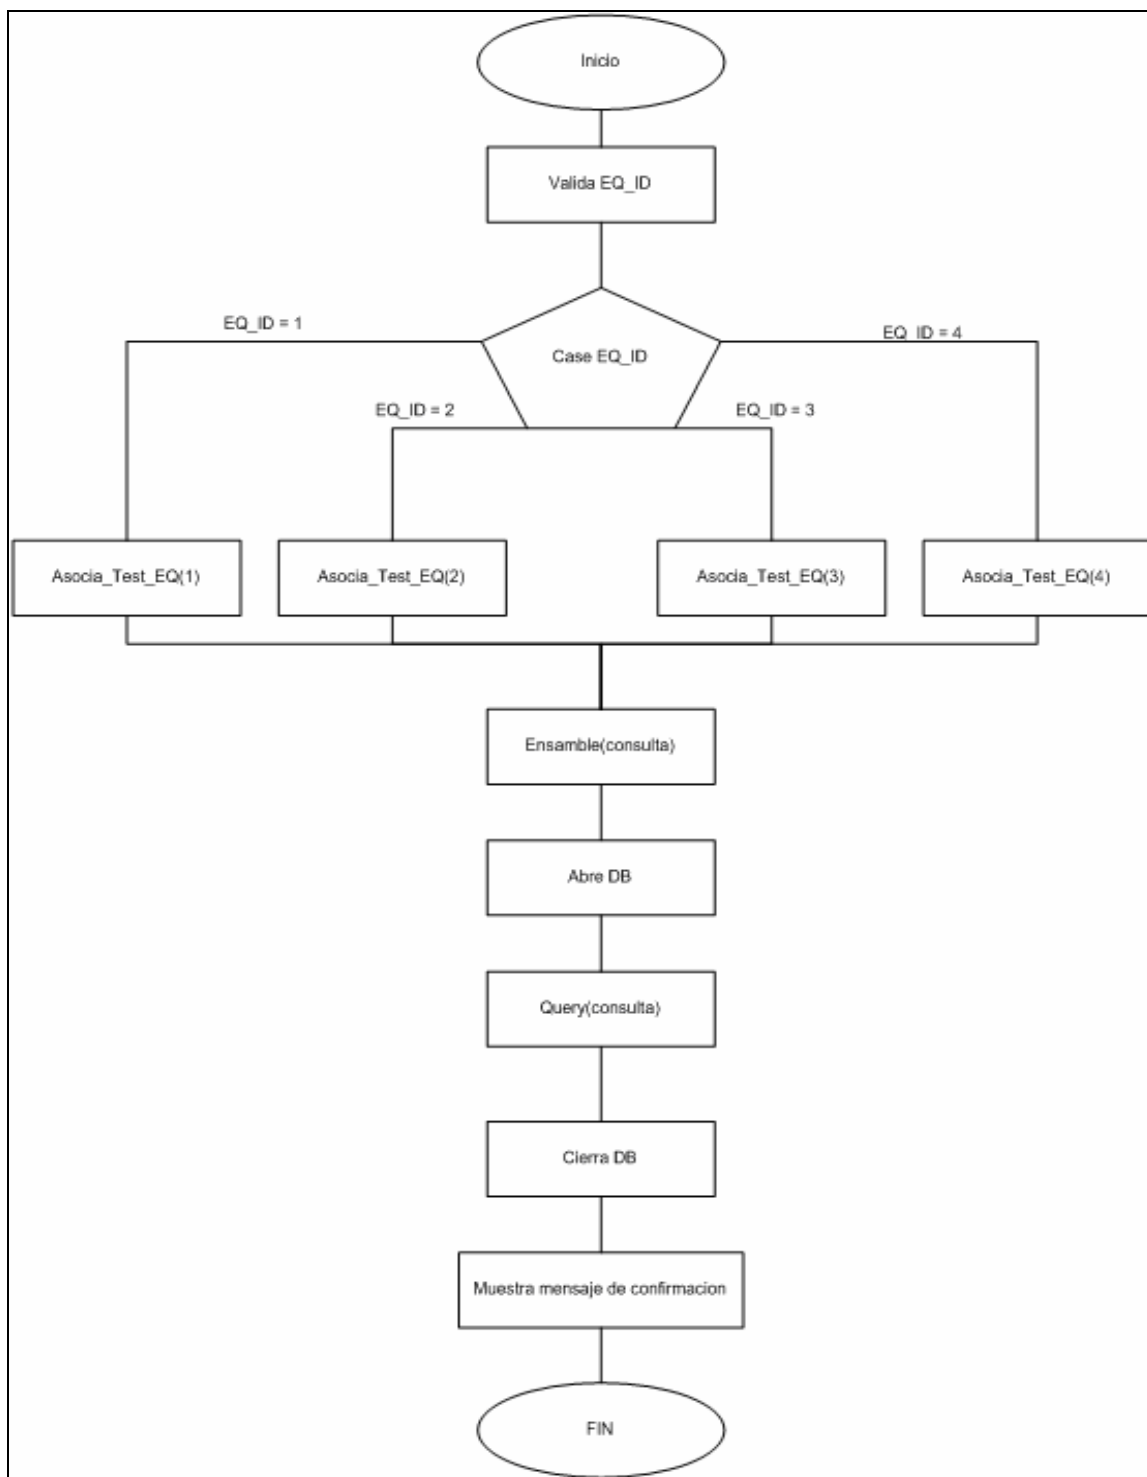 Inicio
Valida EQ_ID
EQ_ID = 1
EQ_ID = 4
Case EQ_ID
EQ_ID = 2
EQ_ID = 3
Asocia_Test_EQ(1)
Asocia_Test_EQ(2)
Asocia_Test_EQ(3)
Asocia_Test_EQ(4)
Ensamble(consulta)
Abre DB
Query(consulta)
Cierra DB
Muestra mensaje de confirmacion
FIN